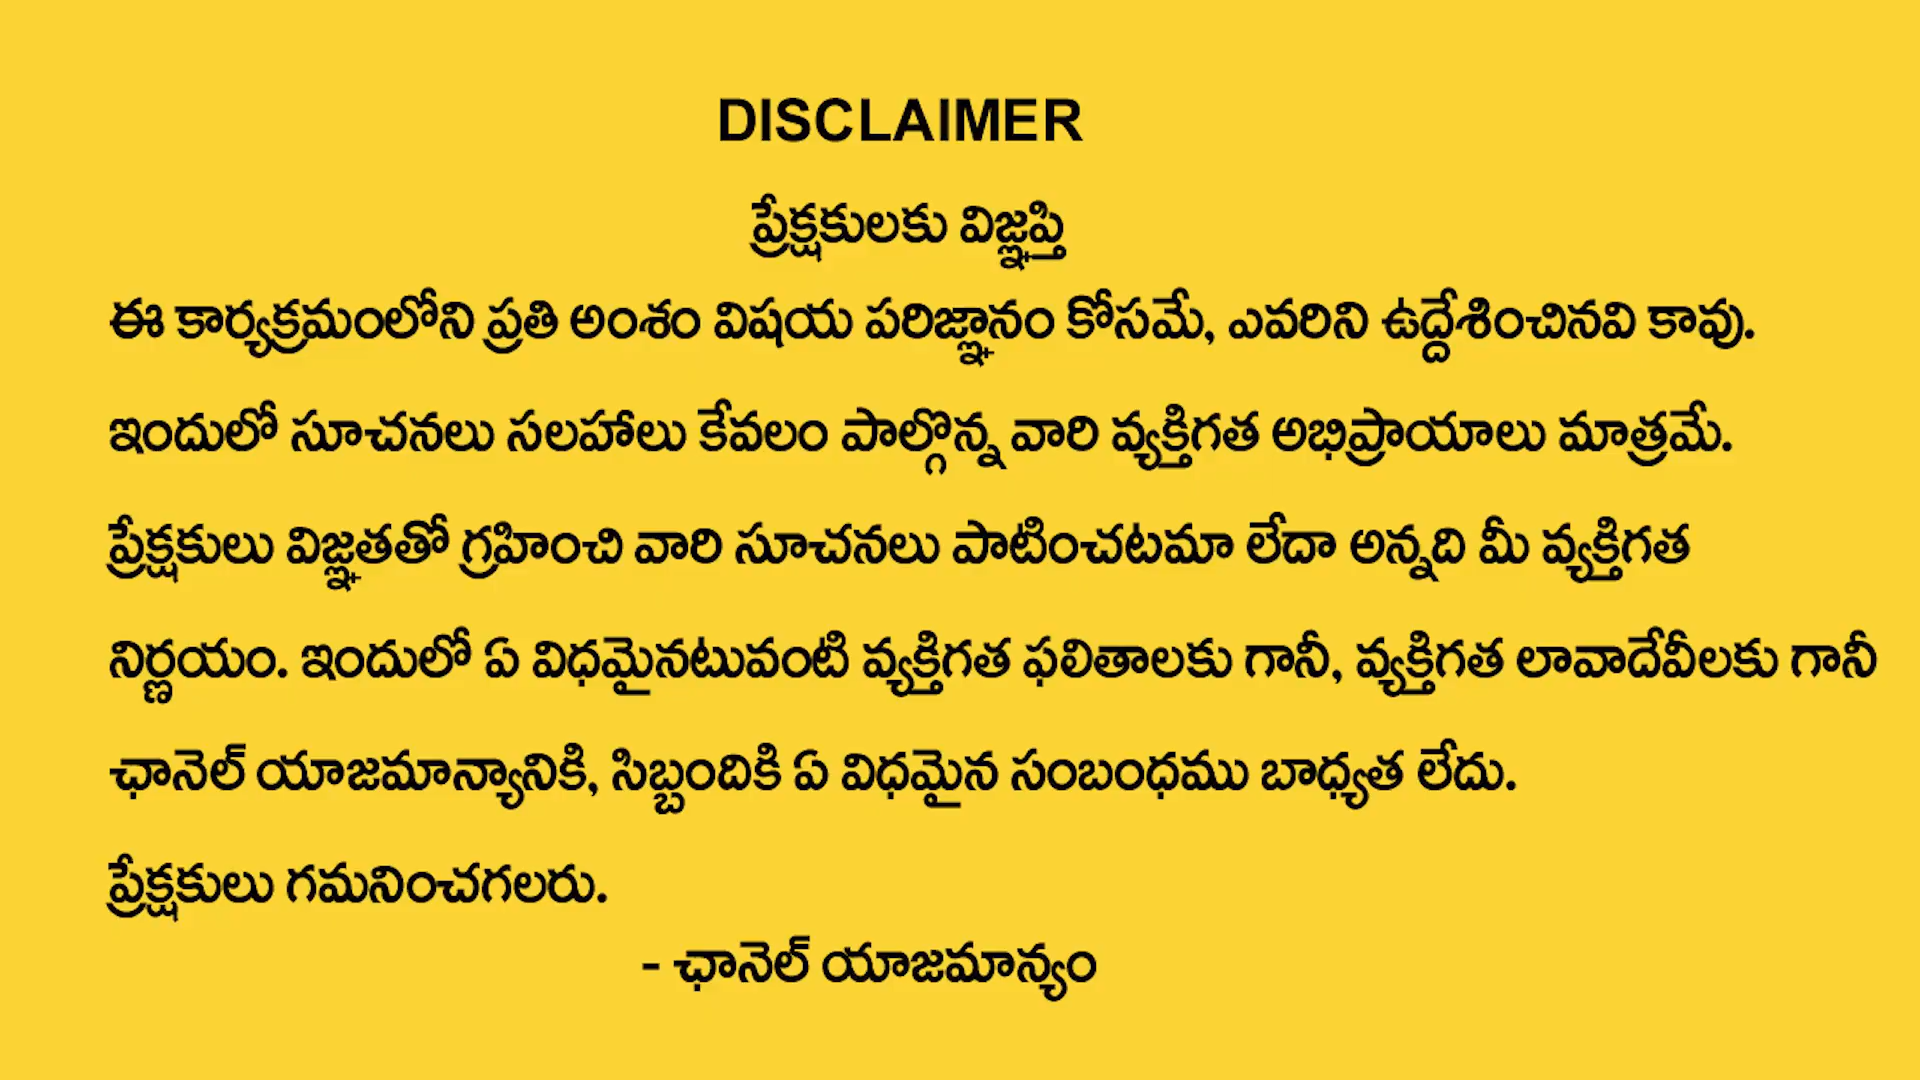 DISCLAIMER
ప్రేక్షకులకు విజ్ఞప్తి
ఈ కార్యక్రమంలోని ప్రతి అంశం విషయ పరిజ్ఞానం కోసమే, ఎవరిని ఉద్దేశించినవి కావు.
ఇందులో సూచనలు సలహాలు కేవలం పాల్గొన్న వారి వ్యక్తిగత అభిప్రాయాలు మాత్రమే.
ప్రేక్షకులు విజ్ఞతతో గ్రహించి వారి సూచనలు పాటించటమా లేదా అన్నది మీ వ్యక్తిగత
నిర్ణయం. ఇందులో ఏ విధమైనటువంటి వ్యక్తిగత ఫలితాలకు గానీ, వ్యక్తిగత లావాదేవీలకు గానీ
ఛానెల్ యాజమాన్యానికి, సిబ్బందికి ఏ విధమైన సంబంధము బాధ్యత లేదు.
ప్రేక్షకులు గమనించగలరు.
- ఛానెల్ యాజమాన్యం